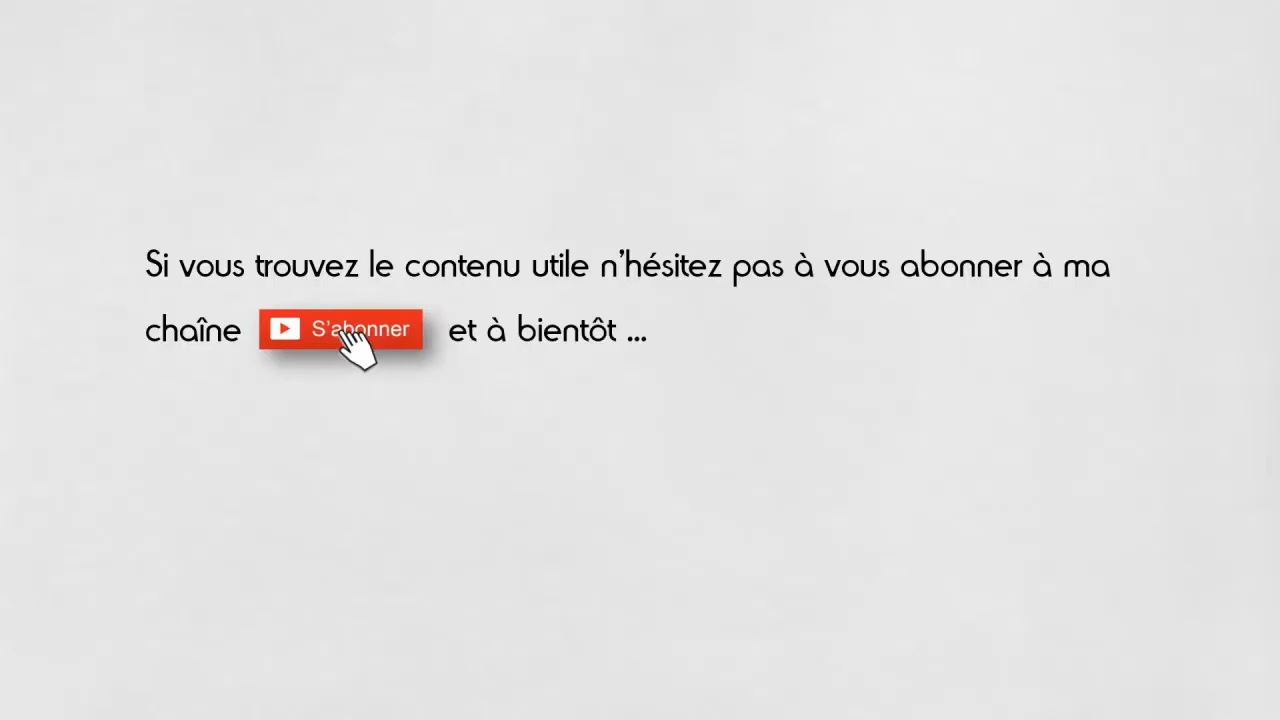 Si vous trouvez le contenu utile n'hésitez pas à vous abonner à ma
chaîne S'abonner et à bientôt ...